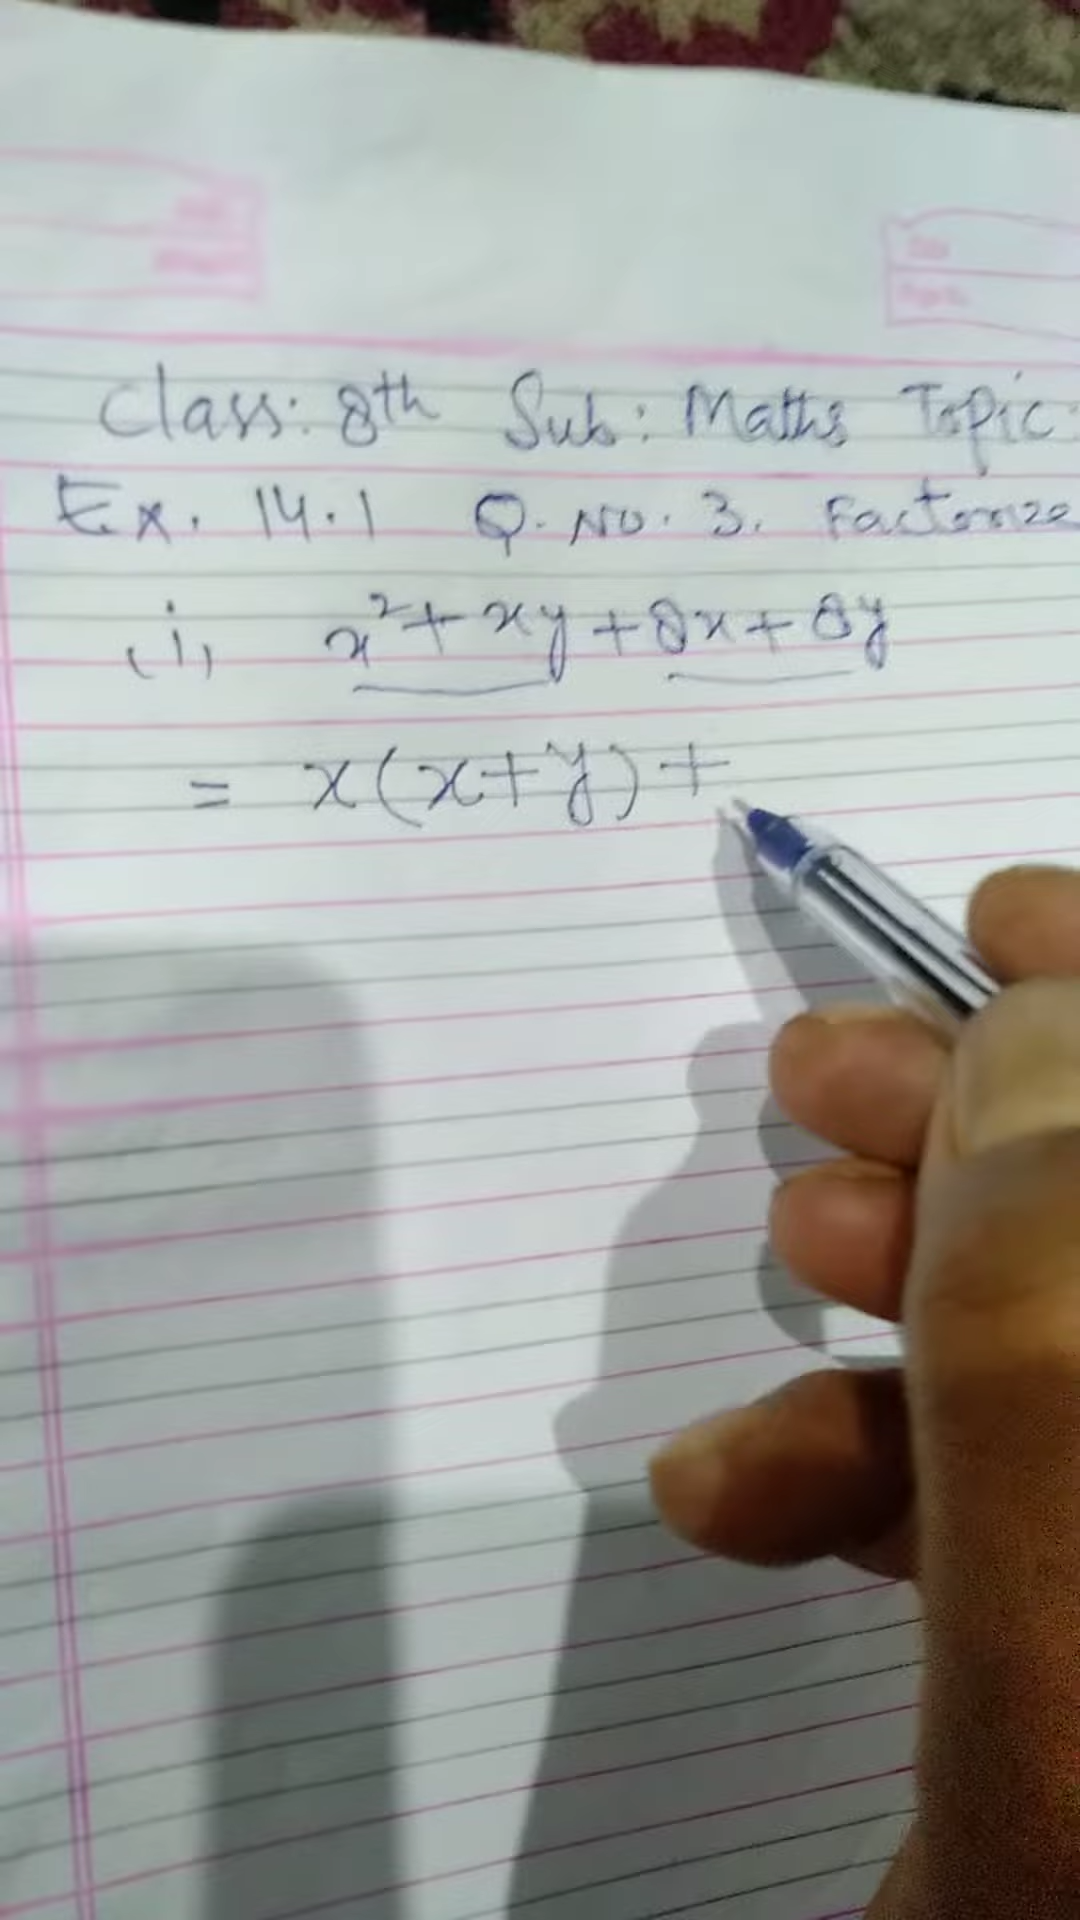 Class: 8th Sub: Maths Topic:
Ex. 14.1 Q. No. 3. Factorize
(i) x² + xy + 8x + 8y
= x(x+y) +